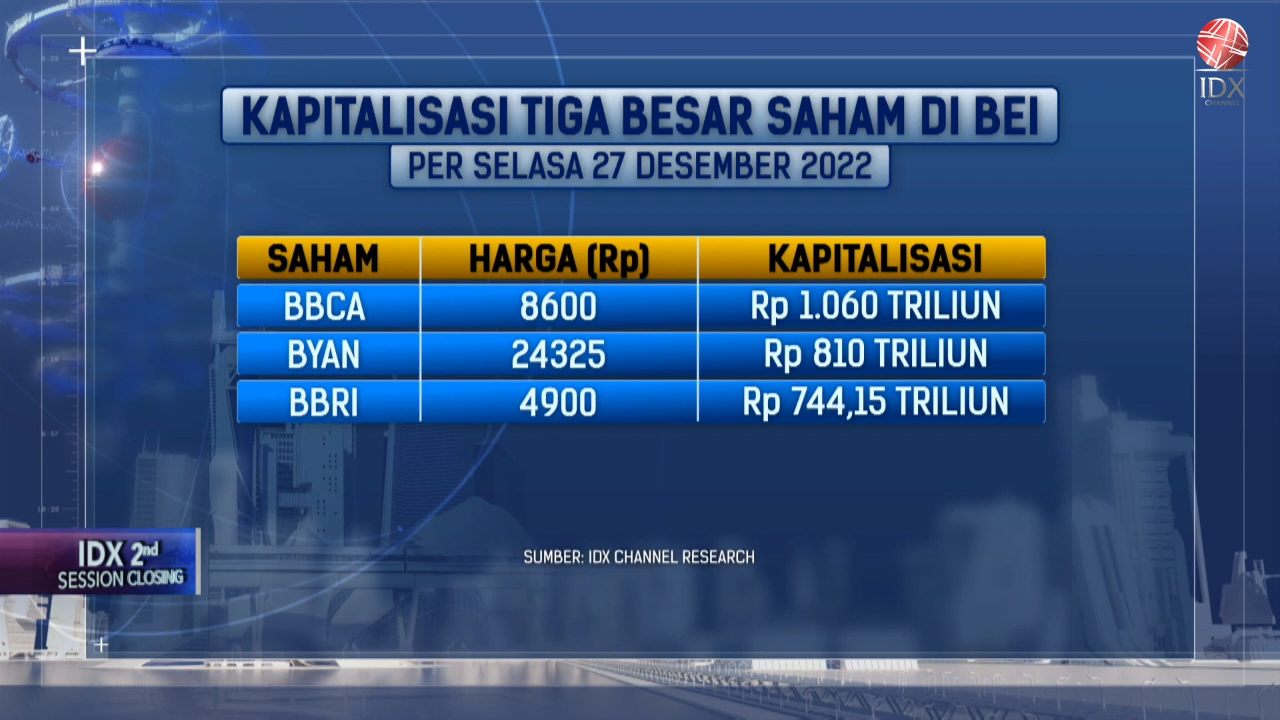 IDX
CHANNEL
KAPITALISASI TIGA BESAR SAHAM DI BEI
PER SELASA 27 DESEMBER 2022
SAHAM HARGA (Rp) KAPITALISASI
BBCA 8600 Rp 1.060 TRILIUN
BYAN 24325 Rp 810 TRILIUN
BBRI 4900 Rp 744,15 TRILIUN
IDX 2nd
SESSION CLOSING
SUMBER: IDX CHANNEL RESEARCH